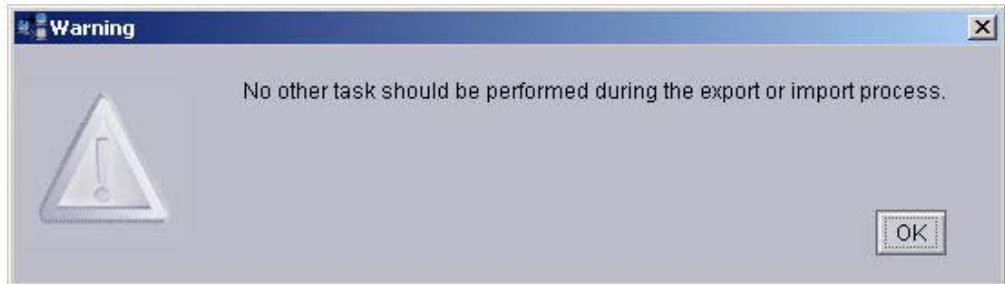 Warning
No other task should be performed during the export or import process.
OK